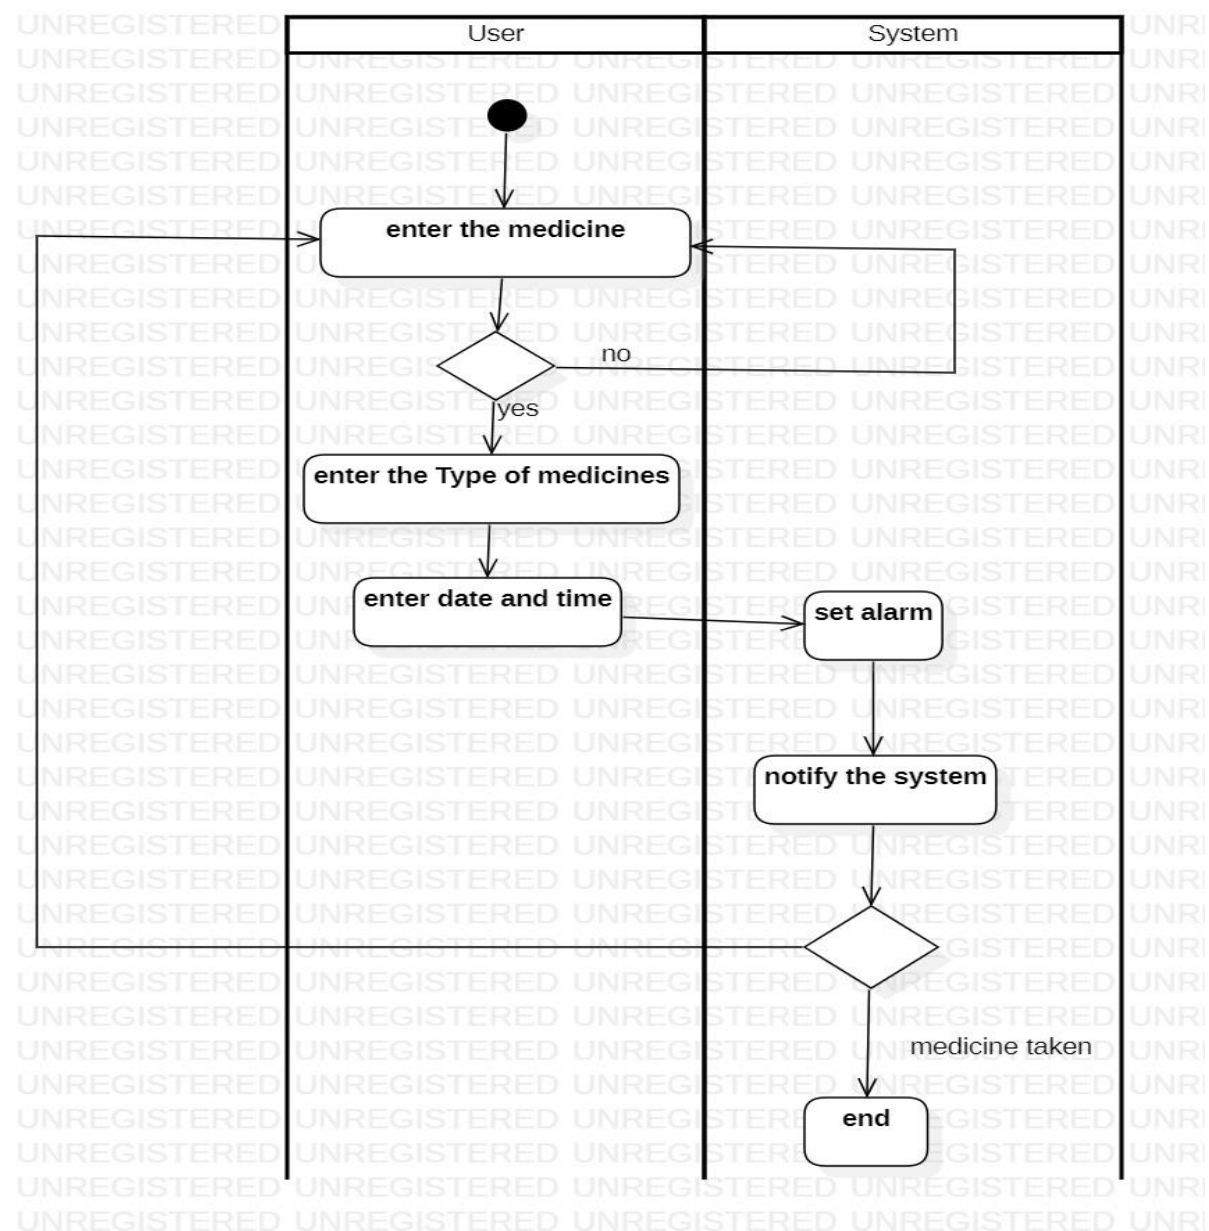 User
System
enter the medicine
no
yes
enter the Type of medicines
enter date and time
set alarm
notify the system
medicine taken
end
UNREGISTERED